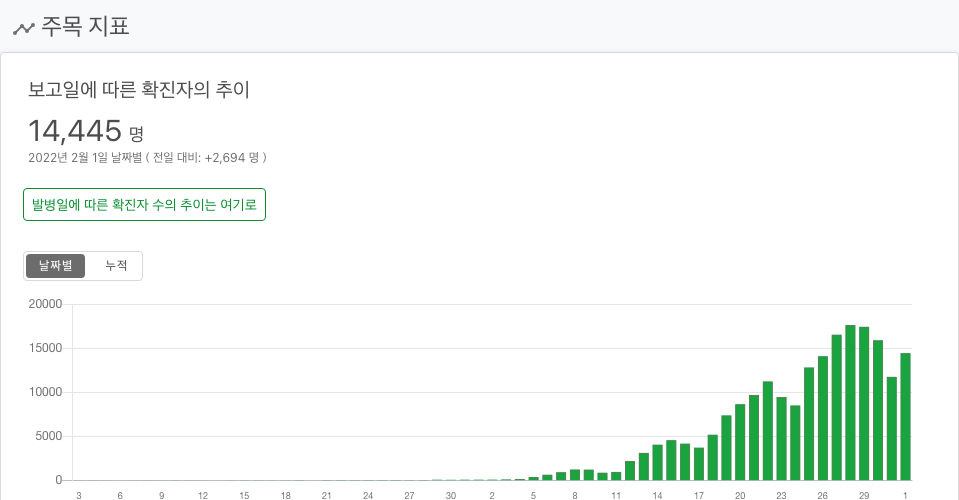 주목 지표
보고일에 따른 확진자의 추이
14,445 명
2022년 2월 1일 날짜별 ( 전일 대비: +2,694 명 )
발병일에 따른 확진자 수의 추이는 여기로
날짜별 누적
20000
15000
10000
5000
0
3 6 9 12 15 18 21 24 27 30 2 5 8 11 14 17 20 23 26 29 1